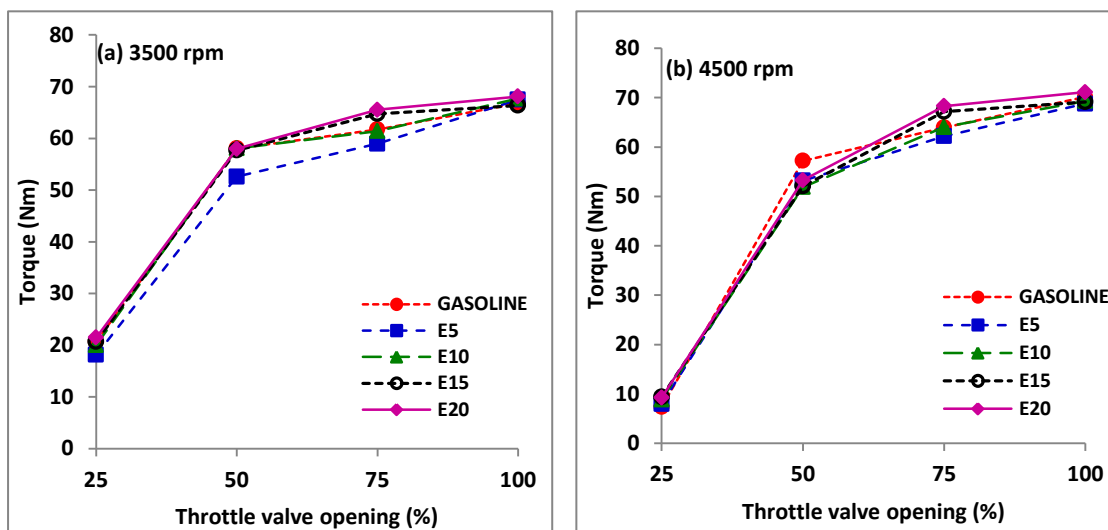 (a) 3500 rpm
Torque (Nm)
80
70
60
50
40
30
20
10
0
GASOLINE
E5
E10
E15
E20
25 50 75 100
Throttle valve opening (%)
(b) 4500 rpm
Torque (Nm)
80
70
60
50
40
30
20
10
0
GASOLINE
E5
E10
E15
E20
25 50 75 100
Throttle valve opening (%)